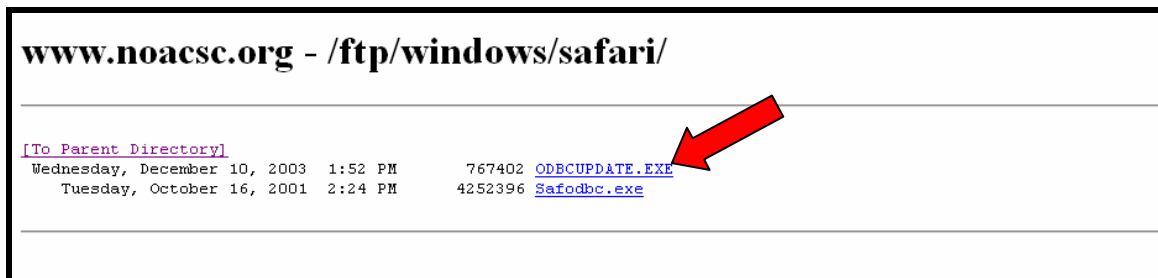 www.noacsc.org - /ftp/windows/safari/
[To Parent Directory]
Wednesday, December 10, 2003 1:52 PM 767402 ODBCUPDATE.EXE
Tuesday, October 16, 2001 2:24 PM 4252396 Safodbc.exe